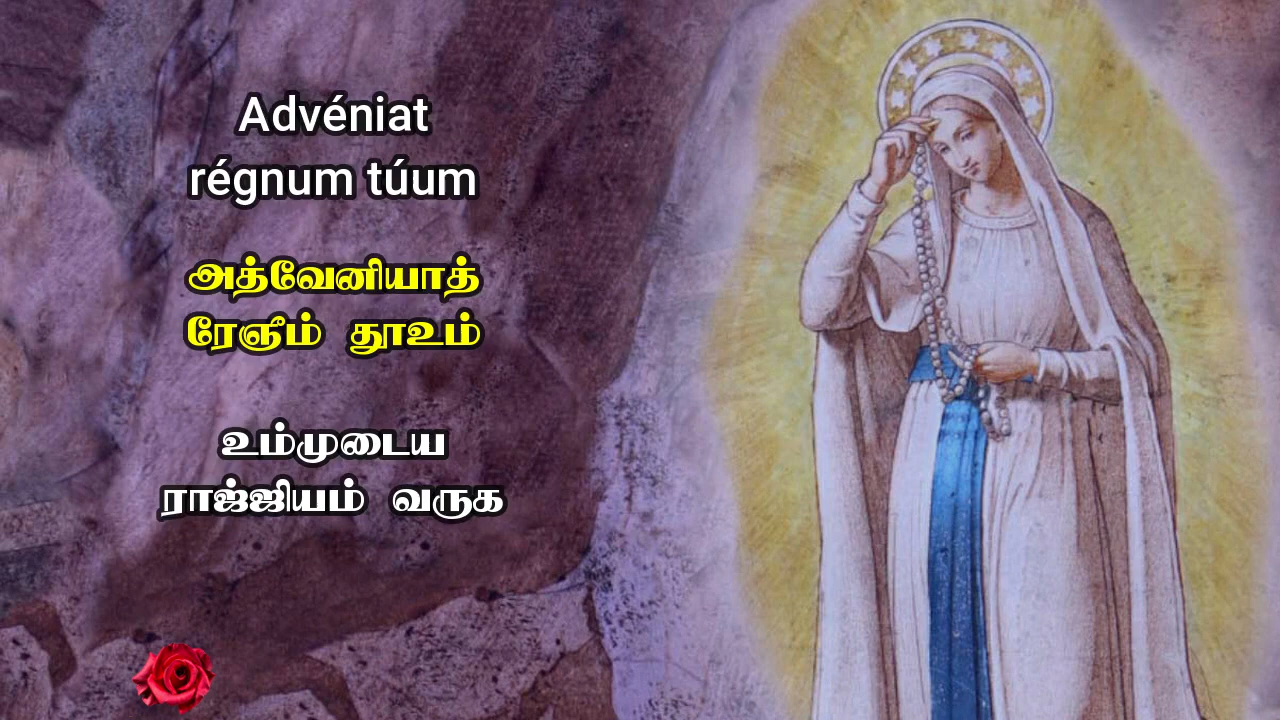 Advéniat
régnum túum
அத்வேனியாத்
ரேஞீம் தூஉம்
உம்முடைய
ராஜ்ஜியம் வருக